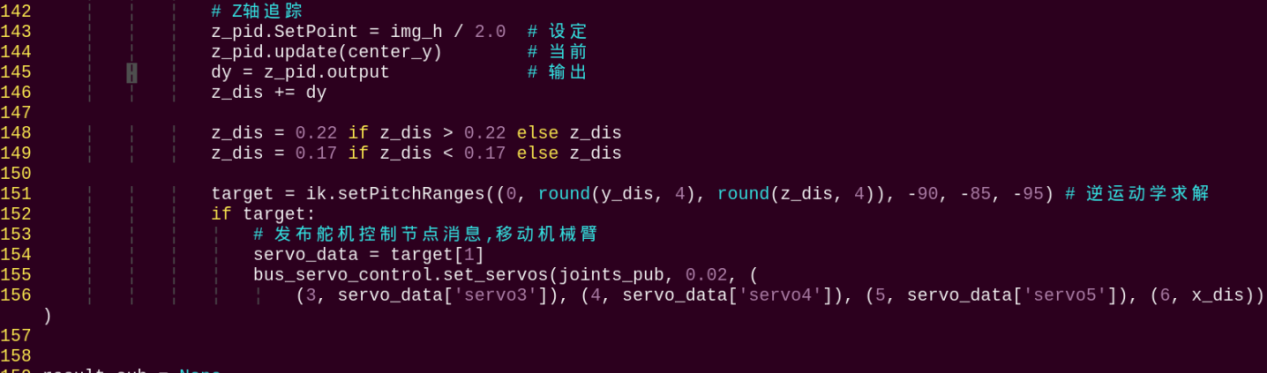 142 # Z轴追踪
143 z_pid.SetPoint = img_h / 2.0 # 设定
144 z_pid.update(center_y) # 当前
145 dy = z_pid.output # 输出
146 z_dis += dy
147
148 z_dis = 0.22 if z_dis > 0.22 else z_dis
149 z_dis = 0.17 if z_dis < 0.17 else z_dis
150
151 target = ik.setPitchRanges((0, round(y_dis, 4), round(z_dis, 4)), -90, -85, -95) # 逆运动学求解
152 if target:
153 # 发布舵机控制节点消息,移动机械臂
154 servo_data = target[1]
155 bus_servo_control.set_servos(joints_pub, 0.02, (
156 (3, servo_data['servo3']), (4, servo_data['servo4']), (5, servo_data['servo5']), (6, x_dis))
)
157
158